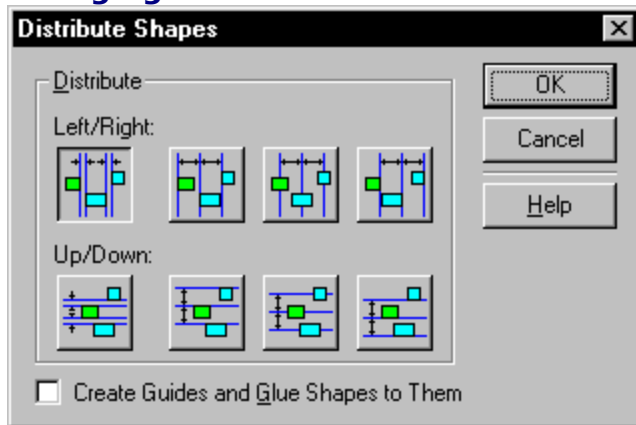 Distribute Shapes
Distribute
OK
Left/Right:
Cancel
Help
Up/Down:
Create Guides and Glue Shapes to Them